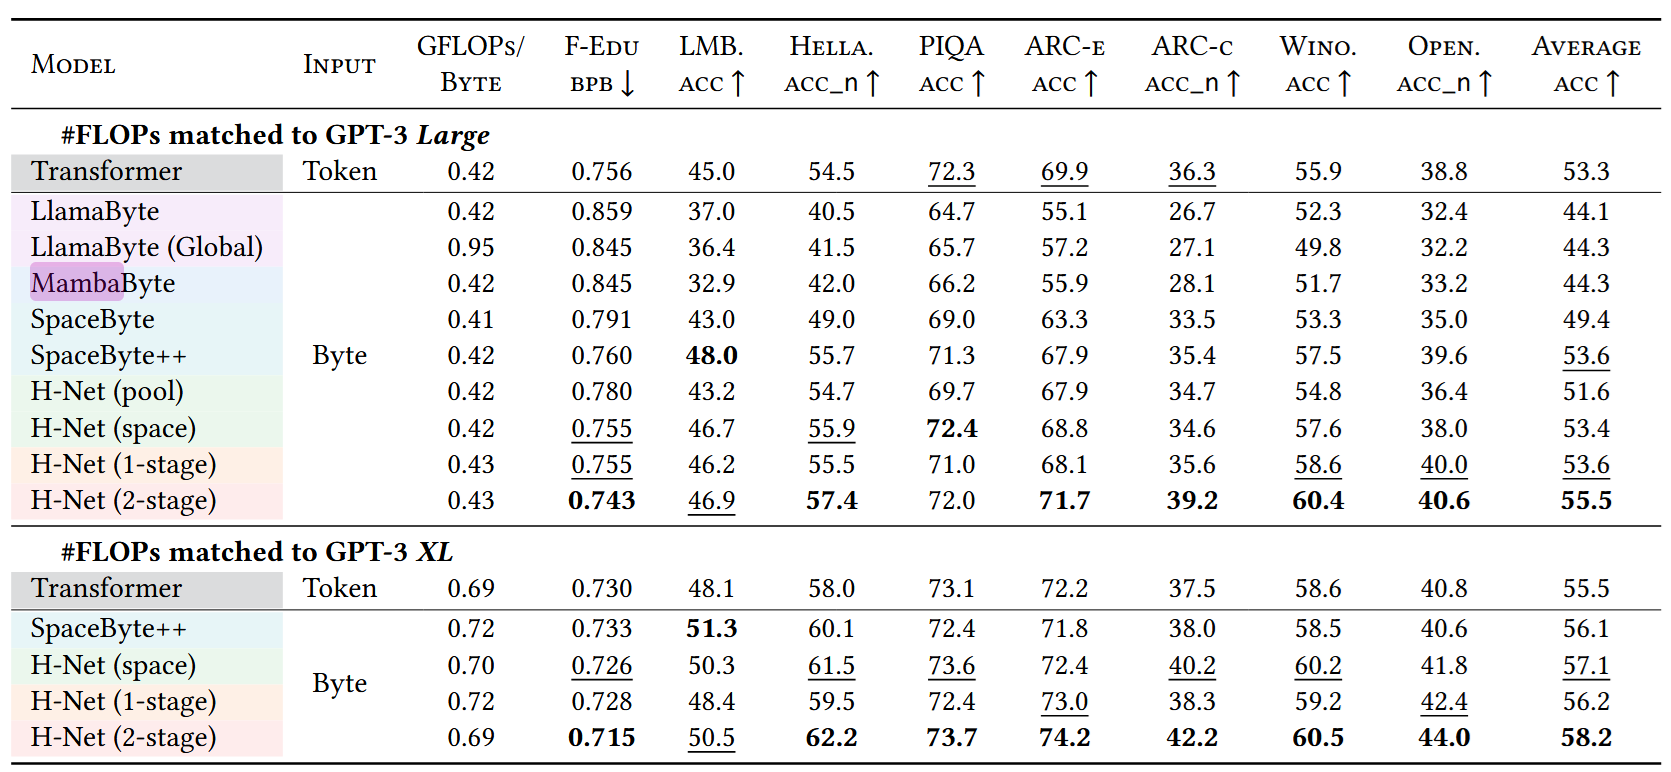 MODEL INPUT GFLOPs/ F-EDU LMB. HELLA. PIQA ARC-E ARC-C WINO. OPEN. AVERAGE
BYTE BPB ↓ ACC ↑ ACC_n ↑ ACC ↑ ACC ↑ ACC_n ↑ ACC ↑ ACC_n ↑ ACC ↑
#FLOPs matched to GPT-3 Large
Transformer Token 0.42 0.756 45.0 54.5 72.3 69.9 36.3 55.9 38.8 53.3
LlamaByte 0.42 0.859 37.0 40.5 64.7 55.1 26.7 52.3 32.4 44.1
LlamaByte (Global) 0.95 0.845 36.4 41.5 65.7 57.2 27.1 49.8 32.2 44.3
MambaByte 0.42 0.845 32.9 42.0 66.2 55.9 28.1 51.7 33.2 44.3
SpaceByte 0.41 0.791 43.0 49.0 69.0 63.3 33.5 53.3 35.0 49.4
SpaceByte++ Byte 0.42 0.760 48.0 55.7 71.3 67.9 35.4 57.5 39.6 53.6
H-Net (pool) 0.42 0.780 43.2 54.7 69.7 67.9 34.7 54.8 36.4 51.6
H-Net (space) 0.42 0.755 46.7 55.9 72.4 68.8 34.6 57.6 38.0 53.4
H-Net (1-stage) 0.43 0.755 46.2 55.5 71.0 68.1 35.6 58.6 40.0 53.6
H-Net (2-stage) 0.43 0.743 46.9 57.4 72.0 71.7 39.2 60.4 40.6 55.5
#FLOPs matched to GPT-3 XL
Transformer Token 0.69 0.730 48.1 58.0 73.1 72.2 37.5 58.6 40.8 55.5
SpaceByte++ 0.72 0.733 51.3 60.1 72.4 71.8 38.0 58.5 40.6 56.1
H-Net (space) 0.70 0.726 50.3 61.5 73.6 72.4 40.2 60.2 41.8 57.1
Byte
H-Net (1-stage) 0.72 0.728 48.4 59.5 72.4 73.0 38.3 59.2 42.4 56.2
H-Net (2-stage) 0.69 0.715 50.5 62.2 73.7 74.2 42.2 60.5 44.0 58.2